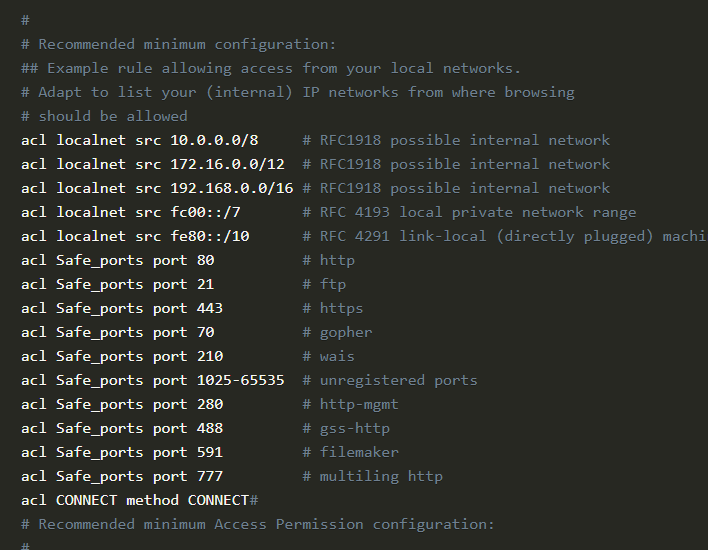 #
# Recommended minimum configuration:
## Example rule allowing access from your local networks.
# Adapt to list your (internal) IP networks from where browsing
# should be allowed
acl localnet src 10.0.0.0/8     # RFC1918 possible internal network
acl localnet src 172.16.0.0/12  # RFC1918 possible internal network
acl localnet src 192.168.0.0/16 # RFC1918 possible internal network
acl localnet src fc00::/7       # RFC 4193 local private network range
acl localnet src fe80::/10      # RFC 4291 link-local (directly plugged) machi
acl Safe_ports port 80          # http
acl Safe_ports port 21          # ftp
acl Safe_ports port 443         # https
acl Safe_ports port 70          # gopher
acl Safe_ports port 210         # wais
acl Safe_ports port 1025-65535  # unregistered ports
acl Safe_ports port 280         # http-mgmt
acl Safe_ports port 488         # gss-http
acl Safe_ports port 591         # filemaker
acl Safe_ports port 777         # multiling http
acl CONNECT method CONNECT#
# Recommended minimum Access Permission configuration:
#